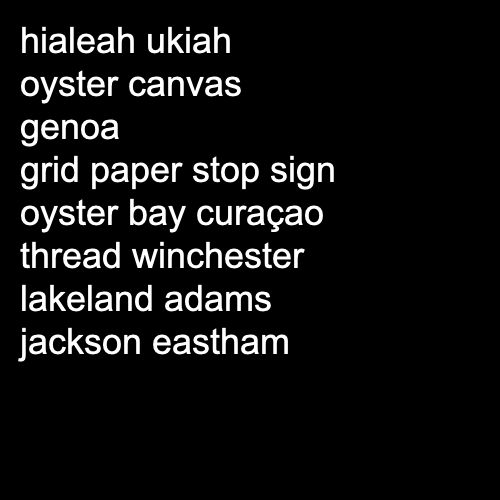 hialeah ukiah
oyster canvas
genoa
grid paper stop sign
oyster bay curaçao
thread winchester
lakeland adams
jackson eastham